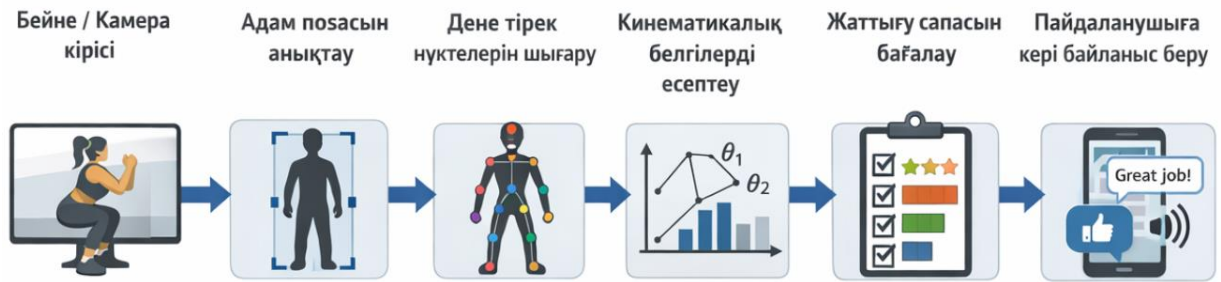 Бейне / Камера
кірісі
Адам поѕасын
анықтау
Дене тірек
нүктелерін шығару
Кинематикалық
белгілерді
есептеу
Жаттығу сапасын
бағалау
Пайдаланушыға
кері байланыс беру
θ1
θ2
Great job!